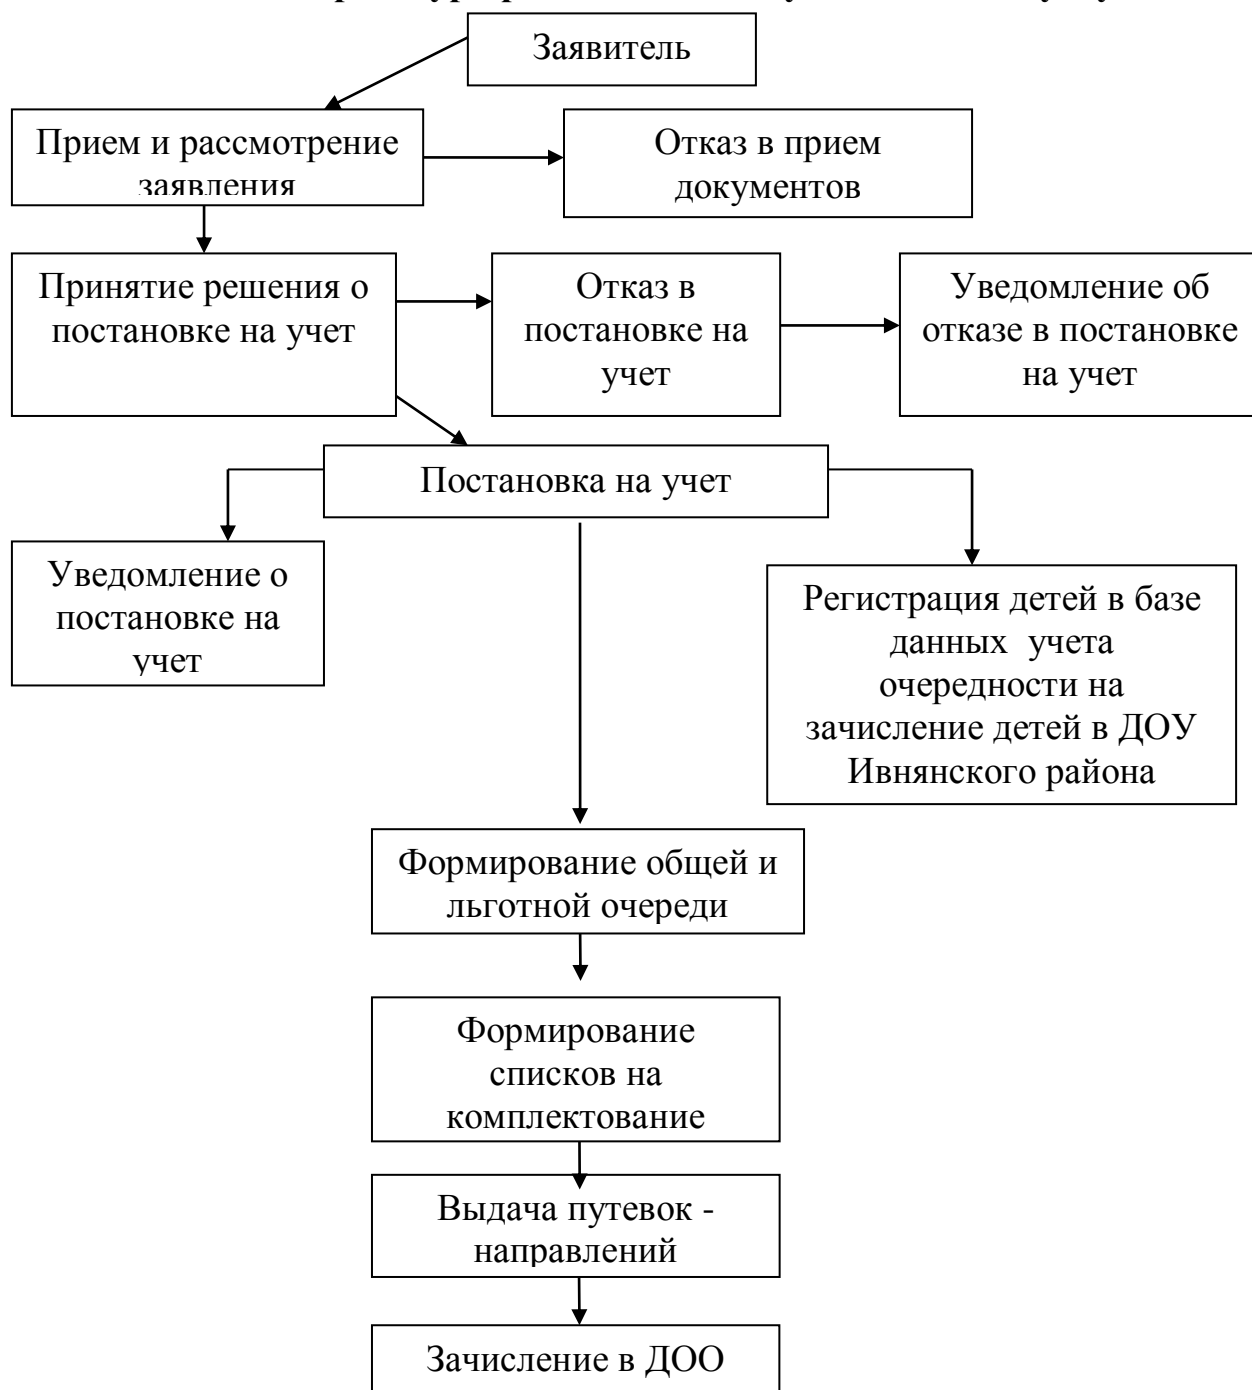 Заявитель
Прием и рассмотрение
заявления
Отказ в прием
документов
Принятие решения о
постановке на учет
Отказ в
постановке на
учет
Уведомление об
отказе в постановке
на учет
Постановка на учет
Уведомление о
постановке на
учет
Регистрация детей в базе
данных учета
очередности на
зачисление детей в ДОУ
Ивнянского района
Формирование общей и
льготной очереди
Формирование
списков на
комплектование
Выдача путевок -
направлений
Зачисление в ДОО